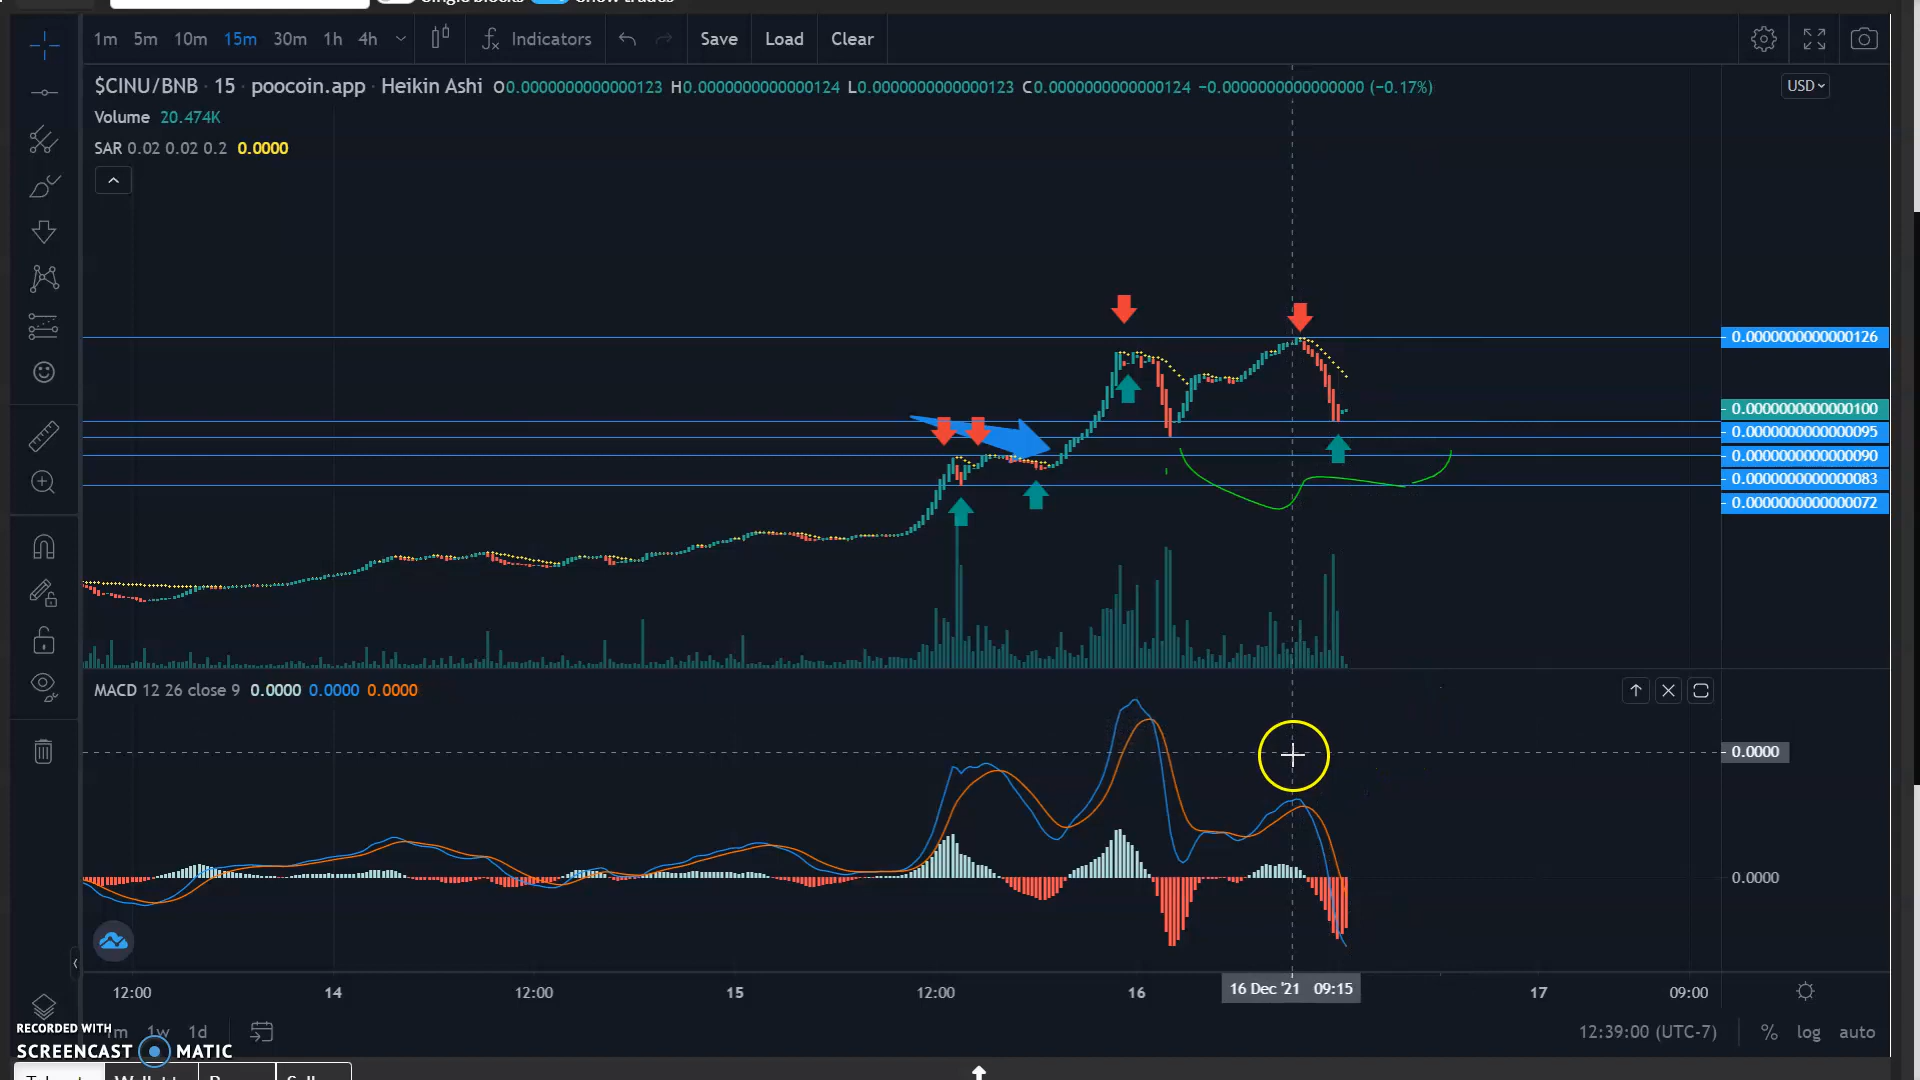 Single blocks Show trades
1m 5m 10m 15m 30m 1h 4h Indicators Save Load Clear
$CINU/BNB · 15 · poocoin.app · Heikin Ashi O0.0000000000000123 H0.0000000000000124 L0.0000000000000123 C0.0000000000000124 −0.0000000000000000 (−0.17%)
USD
Volume 20.474K
SAR 0.02 0.02 0.2 0.0000
0.0000000000000126
0.0000000000000100
0.0000000000000095
0.0000000000000090
0.0000000000000083
0.0000000000000072
MACD 12 26 close 9 0.0000 0.0000 0.0000
0.0000
0.0000
12:00 14 12:00 15 12:00 16 16 Dec '21 09:15 17 09:00
RECORDED WITH
1w 1d 12:39:00 (UTC-7) % log auto
SCREENCAST MATIC